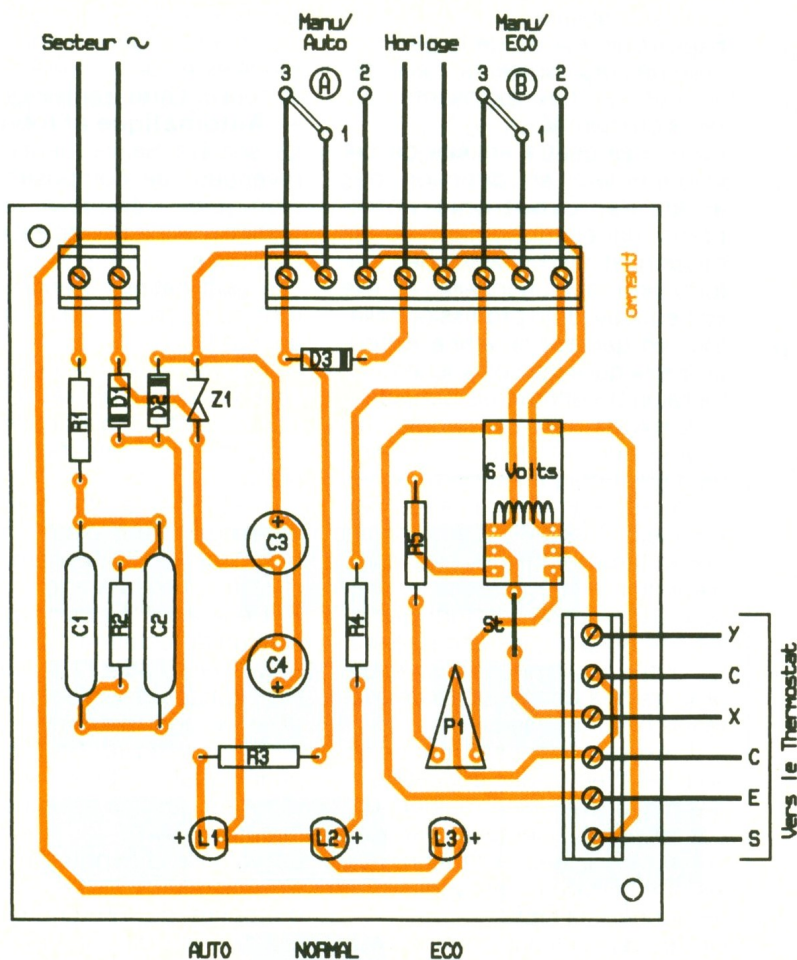 Secteur ~
Manu/
Auto
Horloge
Manu/
ECO
3 A 2
1
3 B 2
1
thermo
D3
R1
D1
D2
Z1
6 Volts
C3
R5
C1
R2
C2
R4
St
C4
Y
C
X
C
E
S
Vers le Thermostat
P1
R3
+ L1
L2 +
L3 +
+
+
AUTO NORMAL ECO